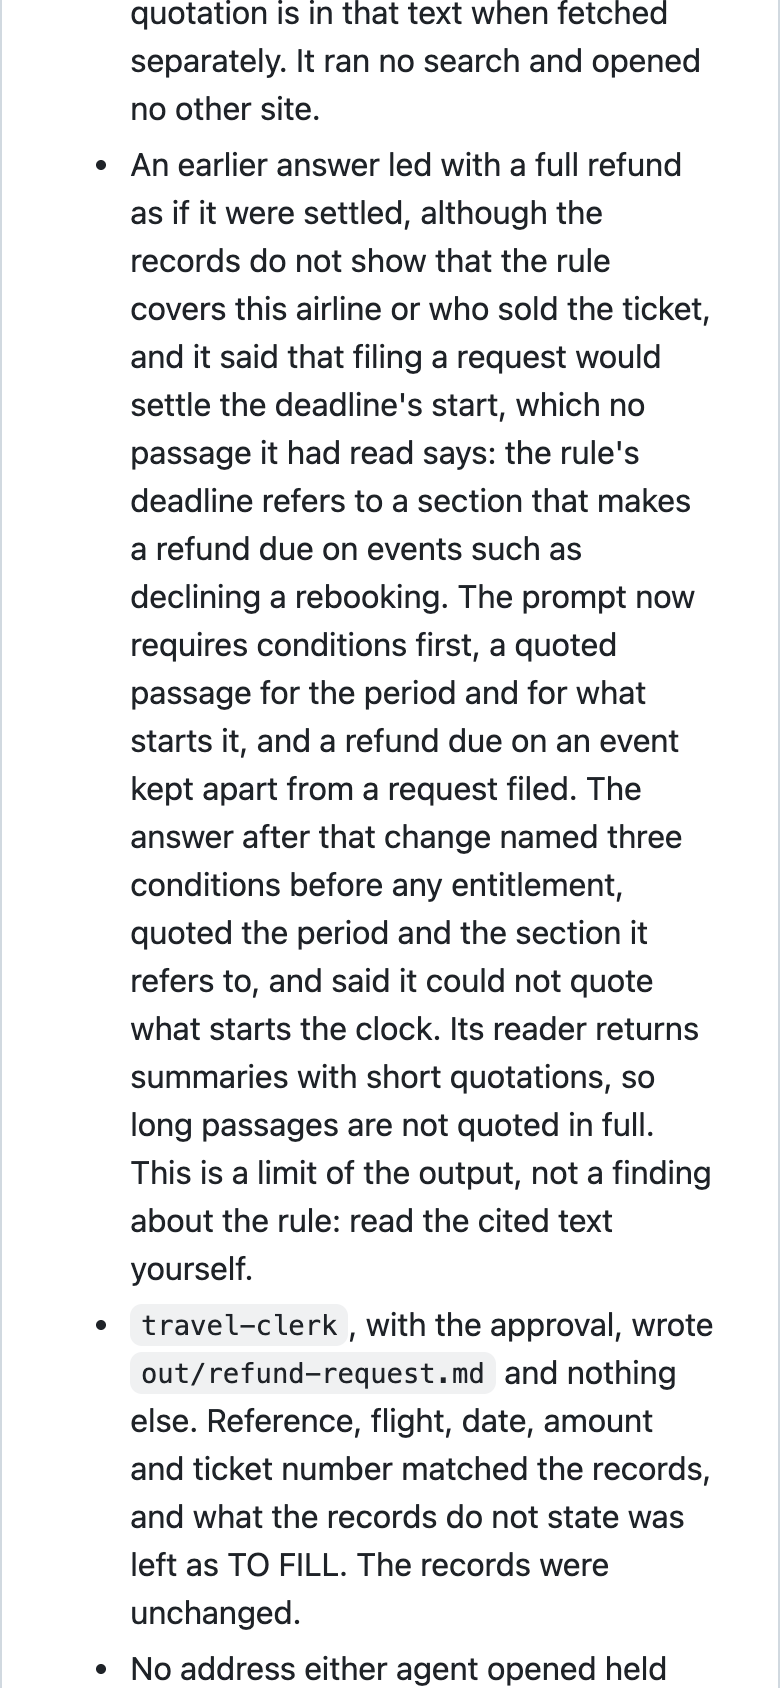 quotation is in that text when fetched
separately. It ran no search and opened
no other site.
• An earlier answer led with a full refund
as if it were settled, although the
records do not show that the rule
covers this airline or who sold the ticket,
and it said that filing a request would
settle the deadline's start, which no
passage it had read says: the rule's
deadline refers to a section that makes
a refund due on events such as
declining a rebooking. The prompt now
requires conditions first, a quoted
passage for the period and for what
starts it, and a refund due on an event
kept apart from a request filed. The
answer after that change named three
conditions before any entitlement,
quoted the period and the section it
refers to, and said it could not quote
what starts the clock. Its reader returns
summaries with short quotations, so
long passages are not quoted in full.
This is a limit of the output, not a finding
about the rule: read the cited text
yourself.
• travel-clerk, with the approval, wrote
out/refund-request.md and nothing
else. Reference, flight, date, amount
and ticket number matched the records,
and what the records do not state was
left as TO FILL. The records were
unchanged.
• No address either agent opened held